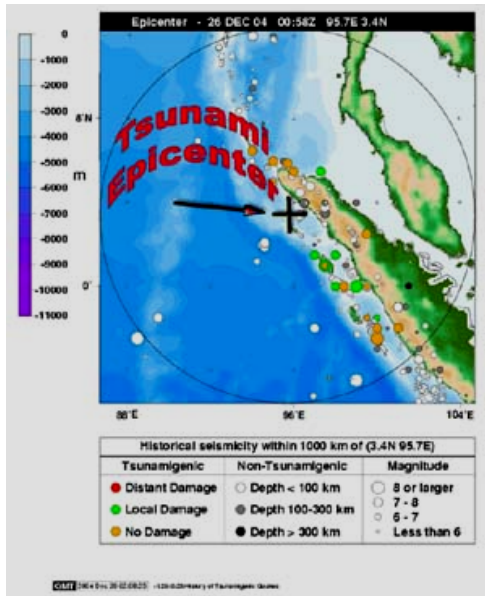 Epicenter - 26 DEC 04 00:58Z 95.7E 3.4N
0
-1000
-2000
-3000
-4000
-5000
-6000
-7000
-8000
-9000
-10000
-11000
m
8°N
0°
Tsunami
Epicenter
88°E
96°E
104°E
Historical seismicity within 1000 km of (3.4N 95.7E)
Tsunamigenic Non-Tsunamigenic Magnitude
Distant Damage Depth < 100 km 8 or larger
7 - 8
Local Damage Depth 100-300 km 6 - 7
No Damage Depth > 300 km Less than 6
GMT